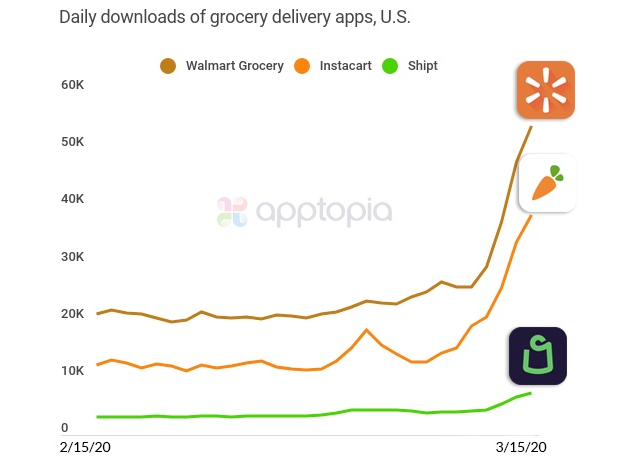 Daily downloads of grocery delivery apps, U.S.
Walmart Grocery Instacart Shipt
60K
50K
40K
apptopia
30K
20K
10K
0
2/15/20 3/15/20